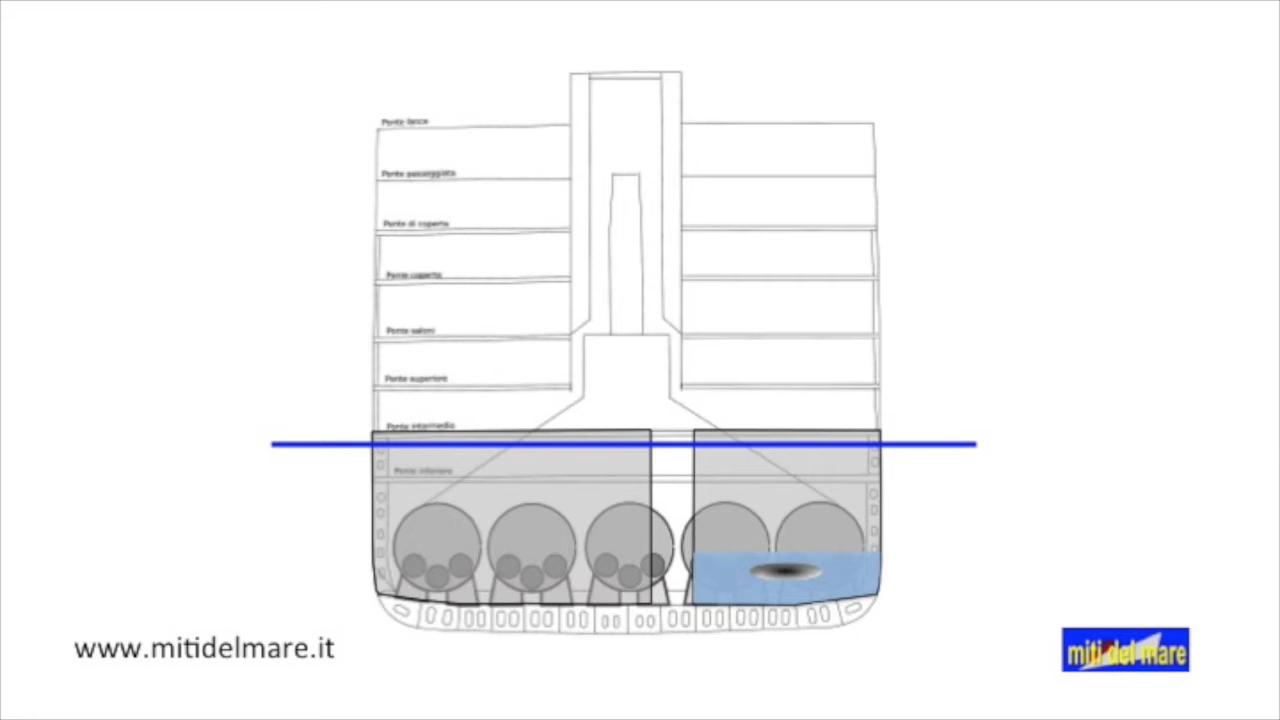 Ponte lance
Ponte passeggiata
Ponte di coperta
Ponte coperta
Ponte saloni
Ponte superiore
Ponte intermedio
Ponte inferiore
www.mitidelmare.it
miti del mare